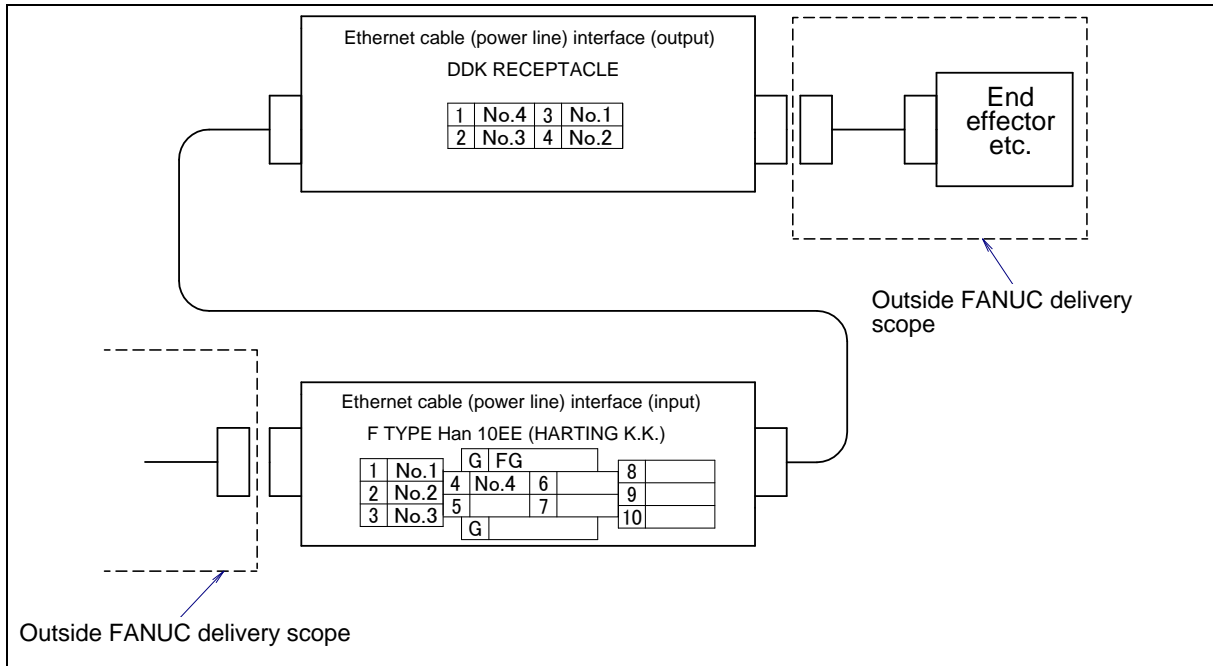 Ethernet cable (power line) interface (output)
DDK RECEPTACLE
1 No.4 3 No.1
2 No.3 4 No.2
End
effector
etc.
Outside FANUC delivery
scope
Ethernet cable (power line) interface (input)
F TYPE Han 10EE (HARTING K.K.)
G FG
1 No.1
2 No.2
3 No.3
4 No.4 6
5 7
8
9
10
G
Outside FANUC delivery scope